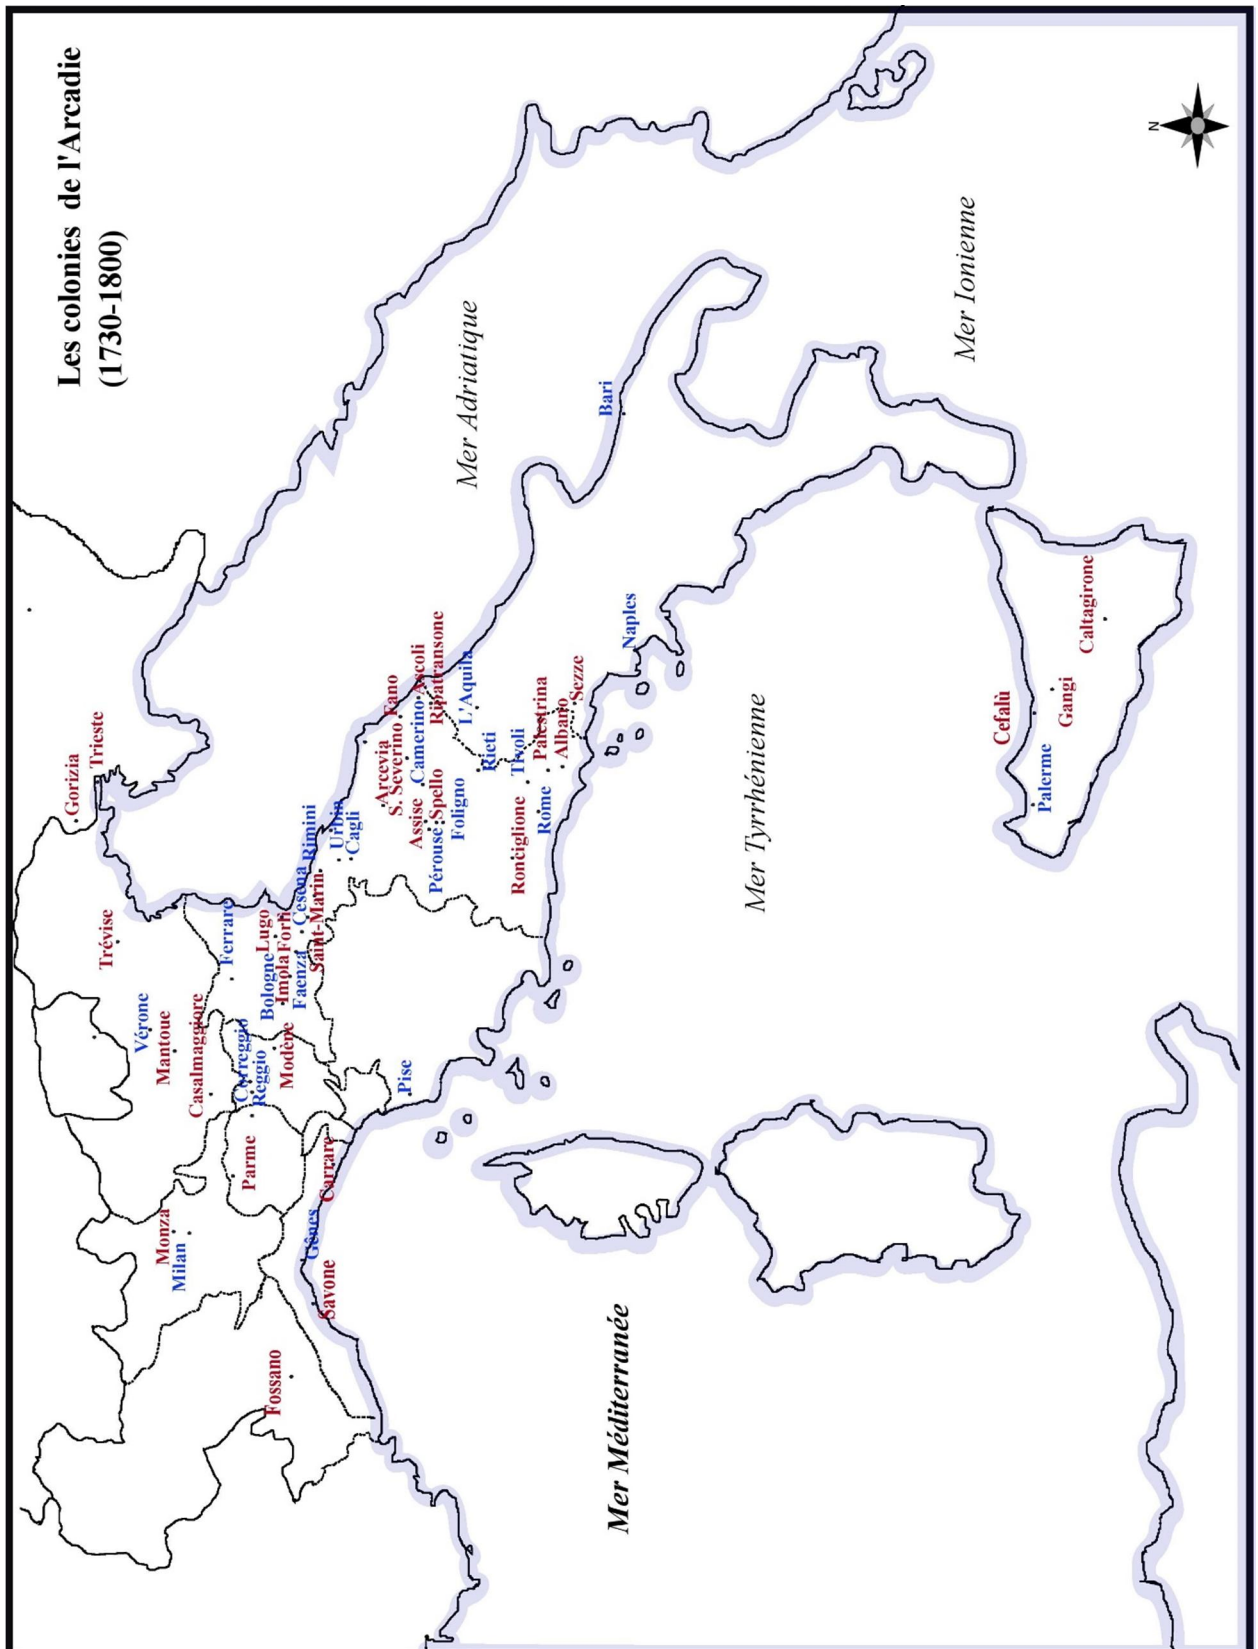 Les colonies de l'Arcadie
(1730-1800)
N
Gorizia
Trieste
Trévise
Vérone
Mantoue
Monza
Milan
Casalmaggiore
Ferrare
Correggio
Reggio
Parme
Modène
Bologne
Lugo
Imola
Forlì
Faenza
Cesena
Rimini
Saint-Marin
Fossano
Gênes
Savone
Carrare
Urbin
Cagli
Pise
Fano
Arcevia
S. Severino
Camerino
Ascoli
Assise
Spello
Ripatransone
Pérouse
Foligno
L'Aquila
Rieti
Tivoli
Ronciglione
Rome
Palestrina
Albano
Sezze
Bari
Naples
Mer Adriatique
Mer Ionienne
Mer Tyrrhénienne
Mer Méditerranée
Cefalù
Palerme
Gangi
Caltagirone